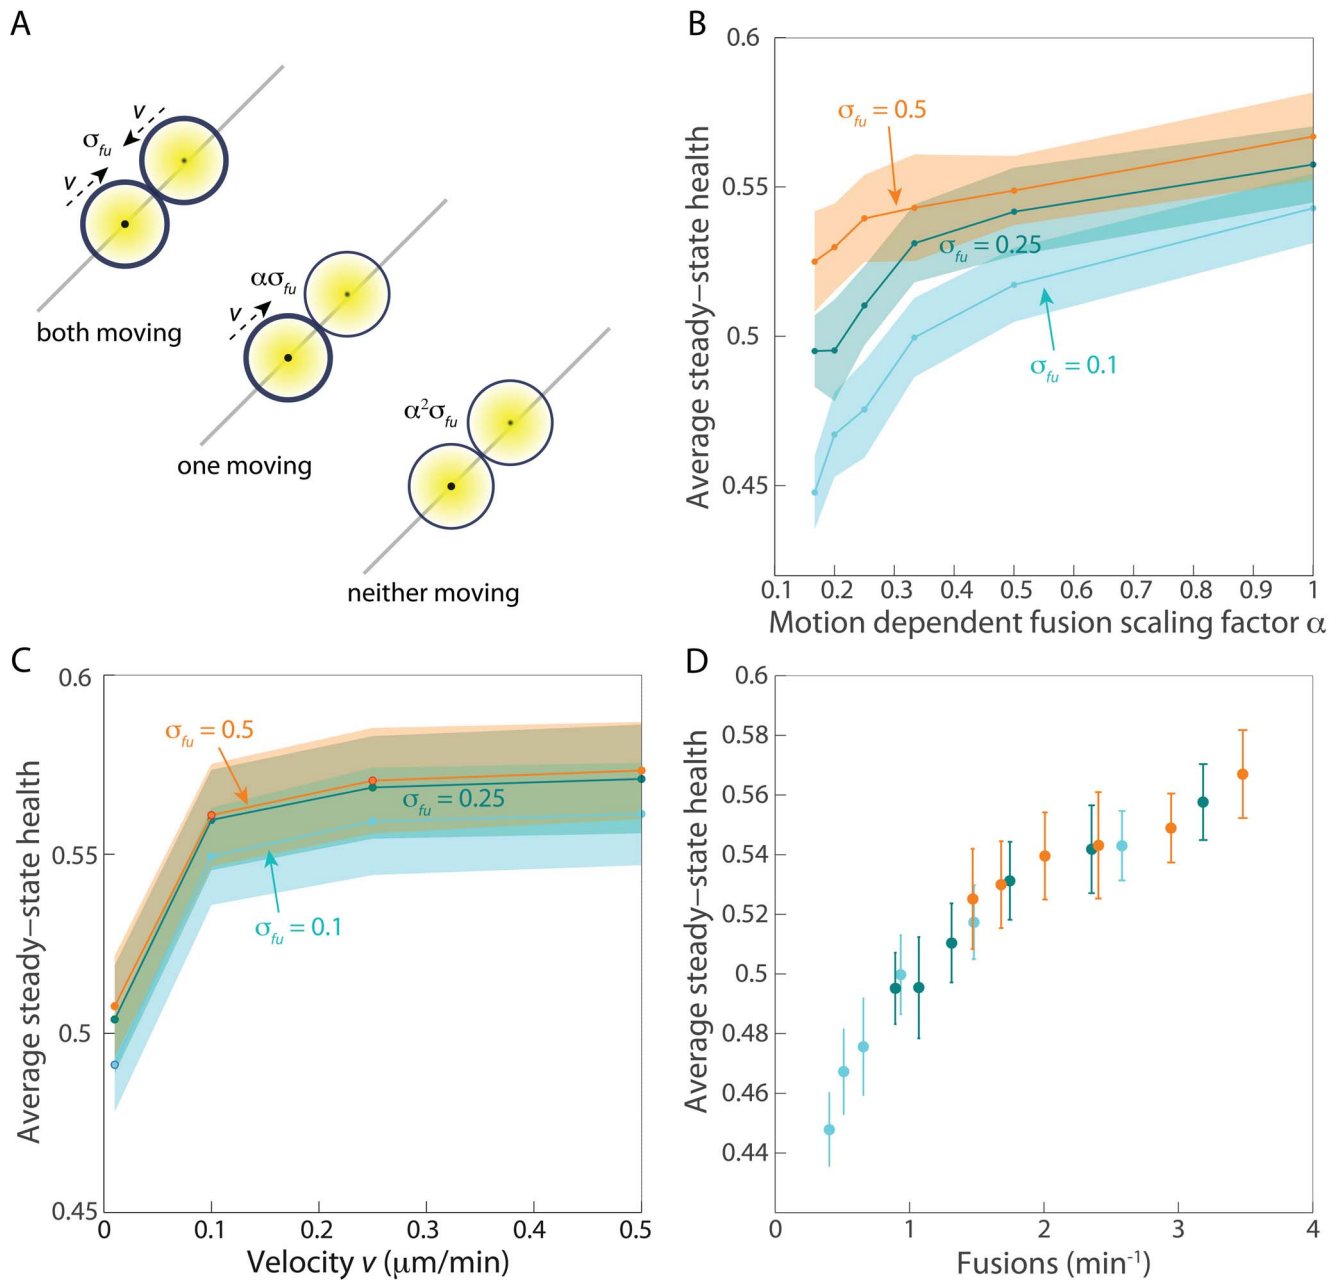 A
v
σfu
v
both moving
ασfu
v
one moving
α²σfu
neither moving
B
0.6
0.55
0.5
0.45
Average steady–state health
σfu = 0.5
σfu = 0.25
σfu = 0.1
0.1 0.2 0.3 0.4 0.5 0.6 0.7 0.8 0.9 1
Motion dependent fusion scaling factor α
C
0.6
0.55
0.5
0.45
Average steady–state health
σfu = 0.5
σfu = 0.25
σfu = 0.1
0 0.1 0.2 0.3 0.4 0.5
Velocity v (μm/min)
D
0.6
0.58
0.56
0.54
0.52
0.5
0.48
0.46
0.44
Average steady–state health
0 1 2 3 4
Fusions (min⁻¹)